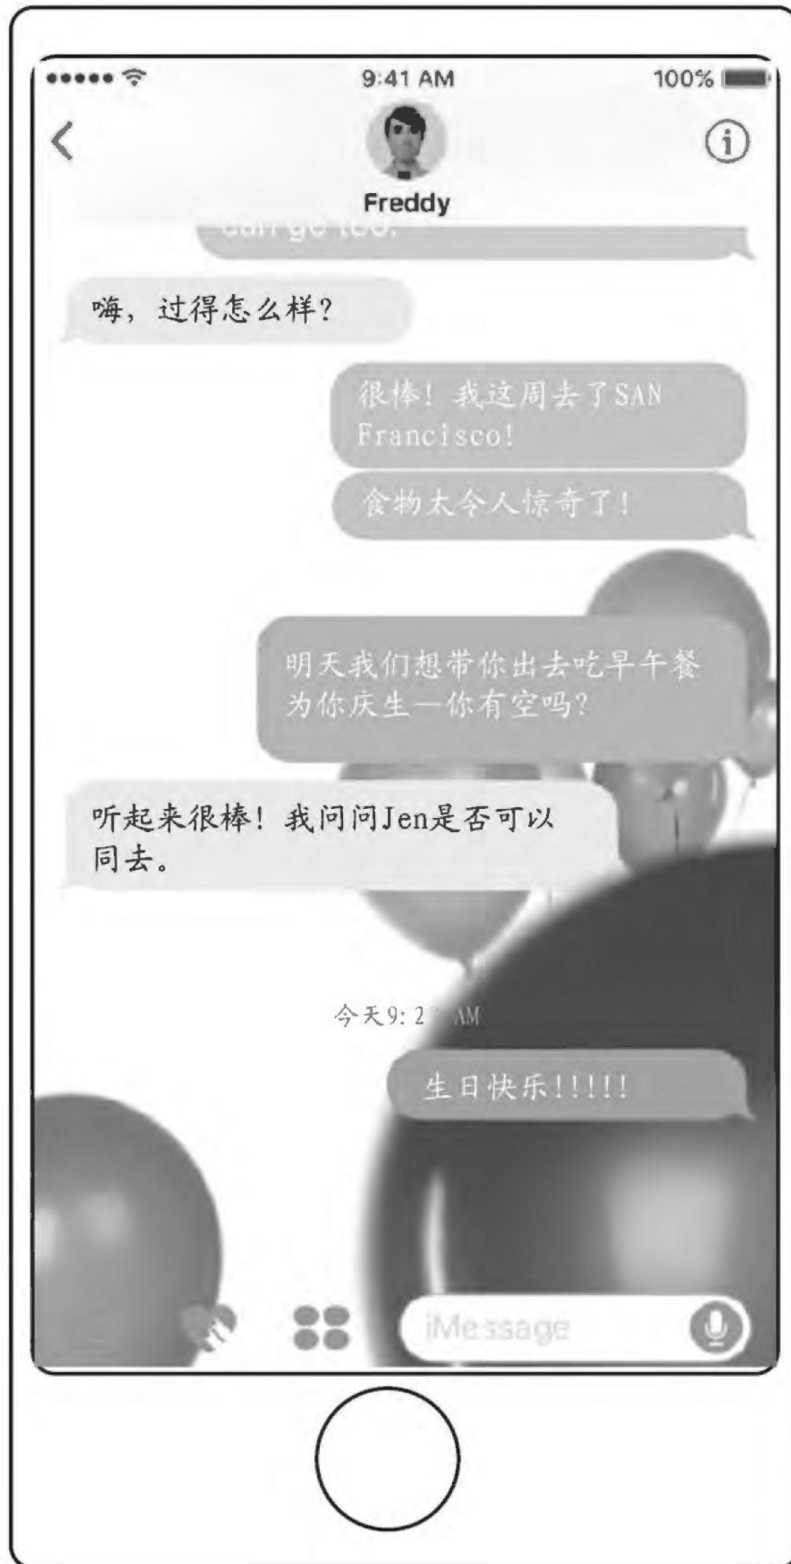 9:41 AM
100%
Freddy
can go too.
嗨，过得怎么样？
很棒！我这周去了SAN
Francisco!
食物太令人惊奇了！
明天我们想带你出去吃早午餐
为你庆生—你有空吗？
听起来很棒！我问问Jen是否可以
同去。
今天9:2 AM
生日快乐!!!!!
iMessage